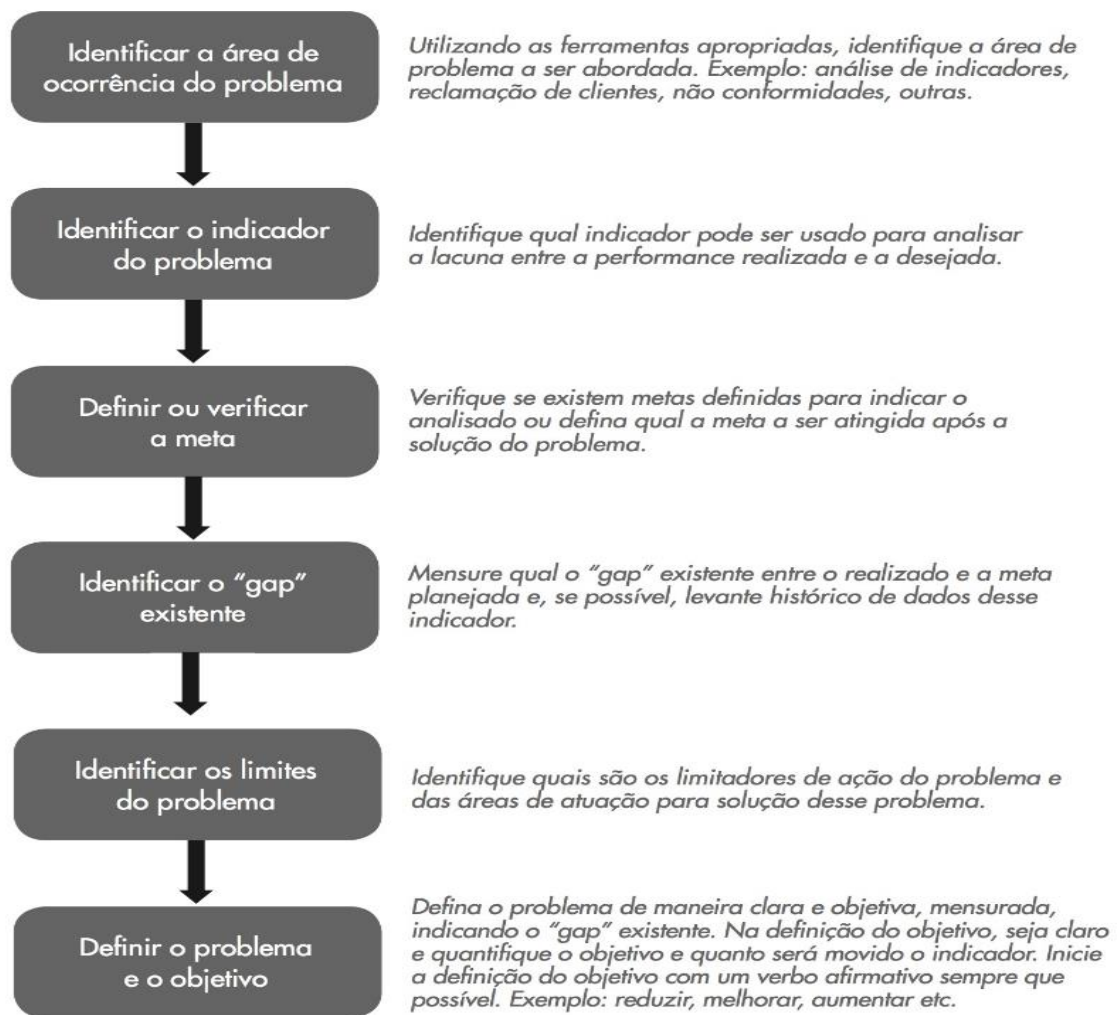 Identificar a área de
ocorrência do problema
Utilizando as ferramentas apropriadas, identifique a área de
problema a ser abordada. Exemplo: análise de indicadores,
reclamação de clientes, não conformidades, outras.
Identificar o indicador
do problema
Identifique qual indicador pode ser usado para analisar
a lacuna entre a performance realizada e a desejada.
Definir ou verificar
a meta
Verifique se existem metas definidas para indicar o
analisado ou defina qual a meta a ser atingida após a
solução do problema.
Identificar o “gap”
existente
Mensure qual o “gap” existente entre o realizado e a meta
planejada e, se possível, levante histórico de dados desse
indicador.
Identificar os limites
do problema
Identifique quais são os limitadores de ação do problema e
das áreas de atuação para solução desse problema.
Definir o problema
e o objetivo
Defina o problema de maneira clara e objetiva, mensurada,
indicando o “gap” existente. Na definição do objetivo, seja claro
e quantifique o objetivo e quanto será movido o indicador. Inicie
a definição do objetivo com um verbo afirmativo sempre que
possível. Exemplo: reduzir, melhorar, aumentar etc.